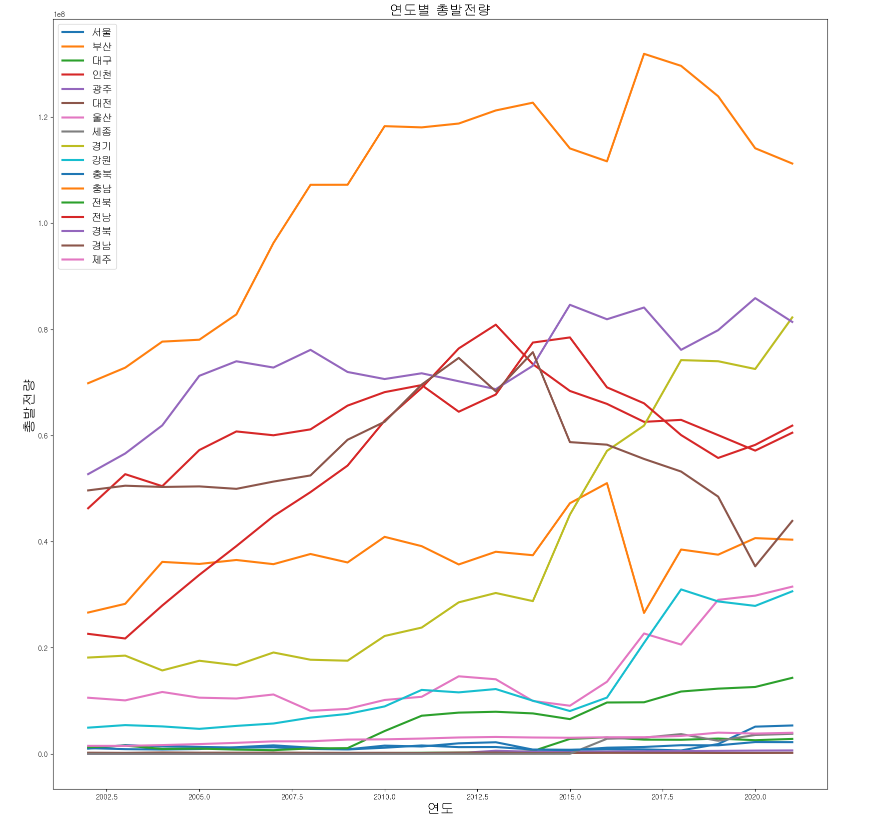 연도별 총발전량
1e8
서울
부산
대구
인천
광주
대전
울산
세종
경기
강원
충북
충남
전북
전남
경북
경남
제주
1.2
1.0
0.8
0.6
0.4
0.2
0.0
총발전량
2002.5 2005.0 2007.5 2010.0 2012.5 2015.0 2017.5 2020.0
연도